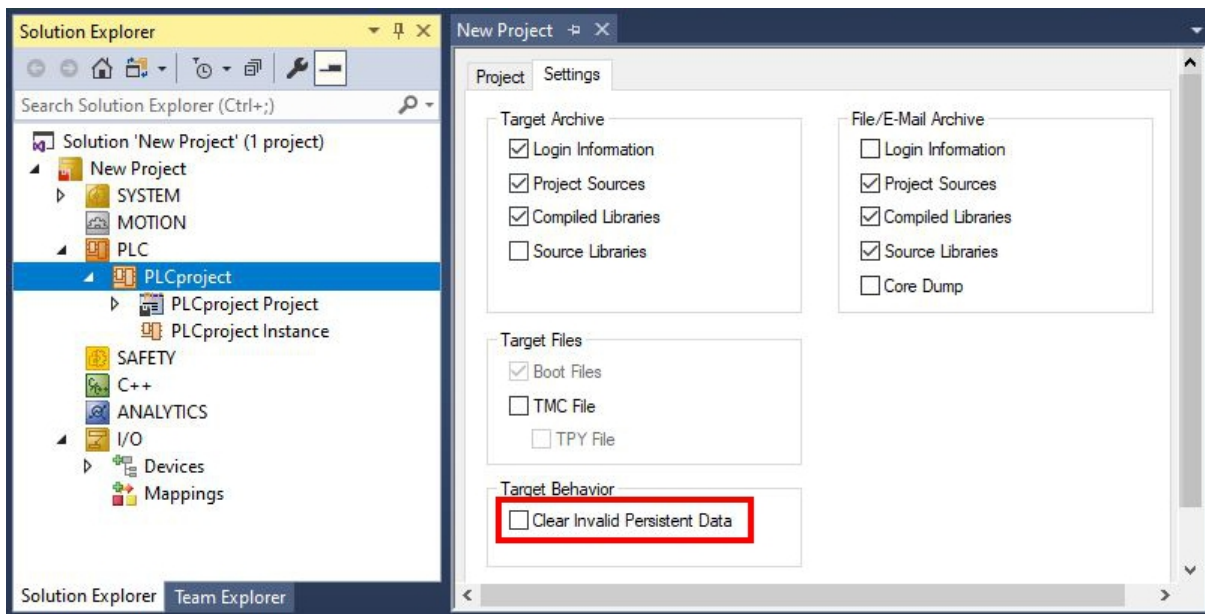 Solution Explorer
Search Solution Explorer (Ctrl+;)
Solution 'New Project' (1 project)
New Project
SYSTEM
MOTION
PLC
PLCproject
PLCproject Project
PLCproject Instance
SAFETY
C++
ANALYTICS
I/O
Devices
Mappings
Solution Explorer
Team Explorer
New Project
Project
Settings
Target Archive
Login Information
Project Sources
Compiled Libraries
Source Libraries
File/E-Mail Archive
Login Information
Project Sources
Compiled Libraries
Source Libraries
Core Dump
Target Files
Boot Files
TMC File
TPY File
Target Behavior
Clear Invalid Persistent Data